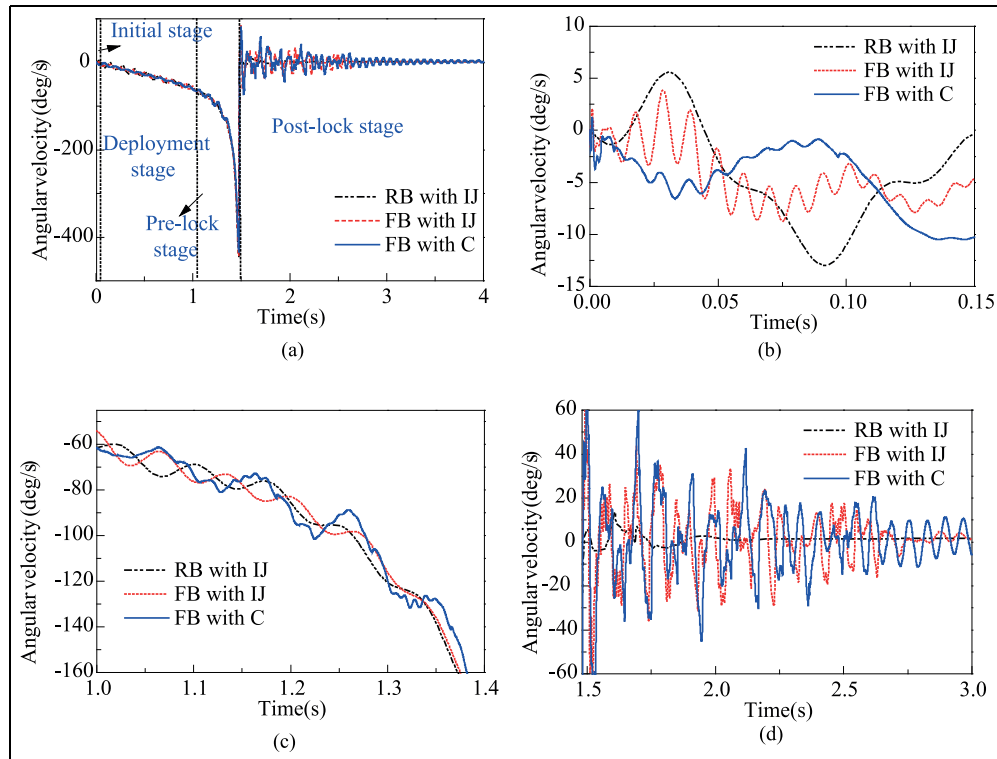 Angularvelocity(deg/s)
0
-200
-400
Initial stage
Deployment
stage
Pre-lock
stage
Post-lock stage
RB with IJ
FB with IJ
FB with C
0
1
2
3
4
Time(s)
(a)
Angularvelocity(deg/s)
10
5
0
-5
-10
15
RB with IJ
FB with IJ
FB with C
0.00
0.05
0.10
0.15
Time(s)
(b)
Angularvelocity (deg/s)
-60
-80
-100
-120
-140
-160
RB with IJ
FB with IJ
FB with C
1.0
1.1
1.2
1.3
1.4
Time(s)
(c)
Angularvelocity (deg/s)
60
40
20
0
-20
-40
-60
RB with IJ
FB with IJ
FB with C
1.5
2.0
2.5
3.0
Time(s)
(d)